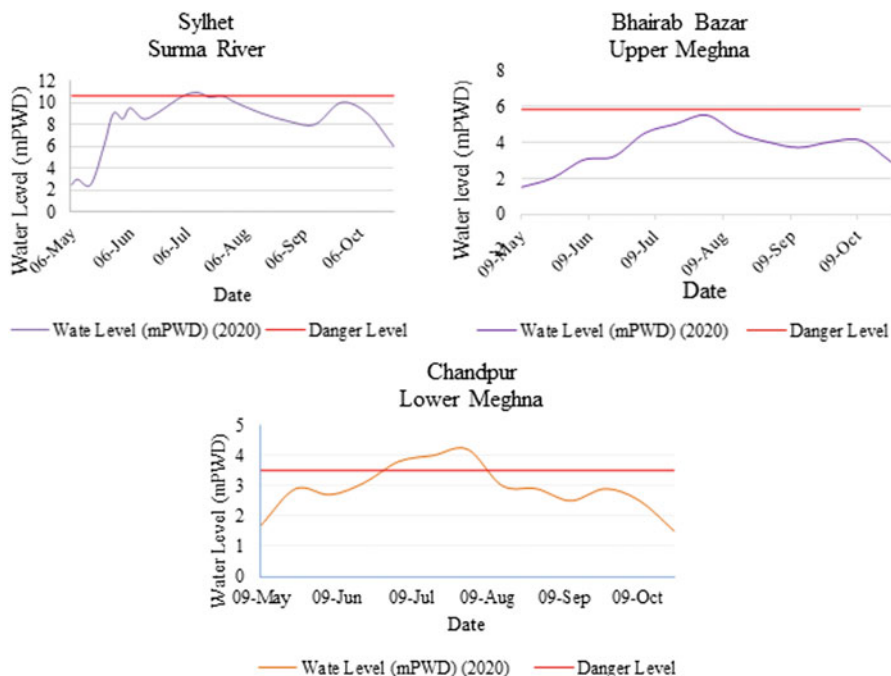 Sylhet
Surma River
Water Level (mPWD)
12
10
8
6
4
2
0
06-May
06-Jun
06-Jul
06-Aug
06-Sep
06-Oct
Date
Wate Level (mPWD) (2020)
Danger Level
Bhairab Bazar
Upper Meghna
Water level (mPWD)
8
6
4
2
0
09-May
09-Jun
09-Jul
09-Aug
09-Sep
09-Oct
Date
Wate Level (mPWD) (2020)
Danger Level
Chandpur
Lower Meghna
Water Level (mPWD)
5
4
3
2
1
0
09-May
09-Jun
09-Jul
09-Aug
09-Sep
09-Oct
Date
Wate Level (mPWD) (2020)
Danger Level